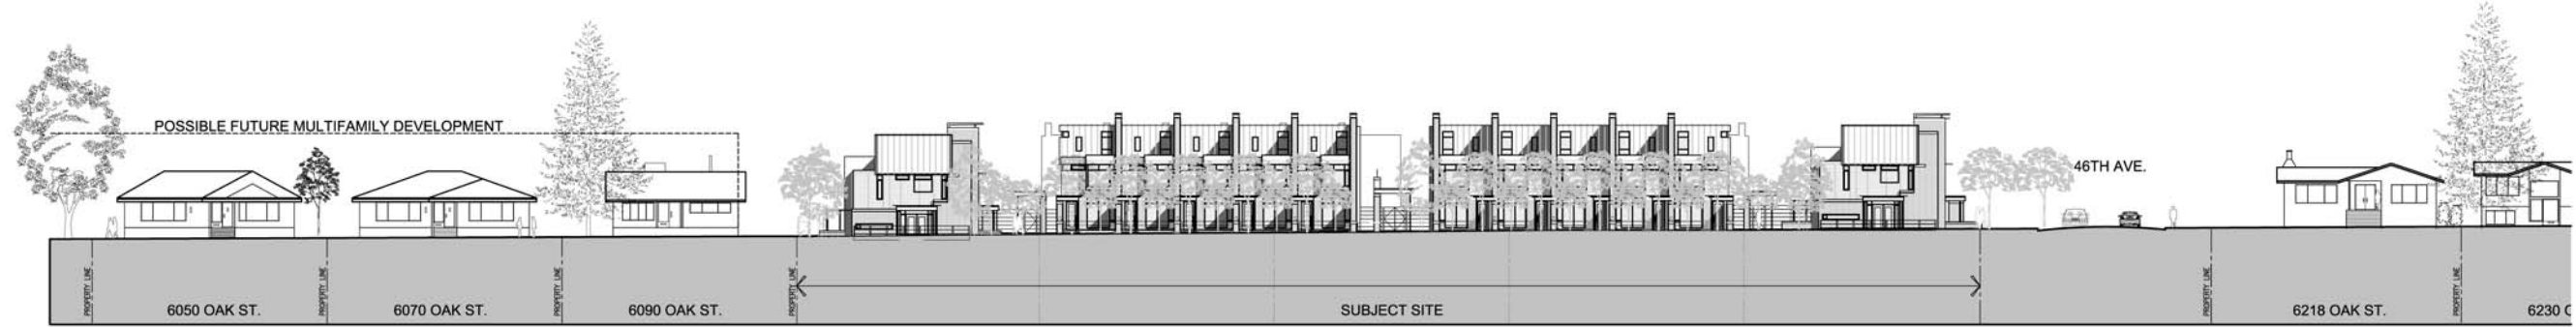 POSSIBLE FUTURE MULTIFAMILY DEVELOPMENT
46TH AVE.
PROPERTY LINE
PROPERTY LINE
PROPERTY LINE
PROPERTY LINE
PROPERTY LINE
PROPERTY LINE
6050 OAK ST.
6070 OAK ST.
6090 OAK ST.
SUBJECT SITE
6218 OAK ST.
6230